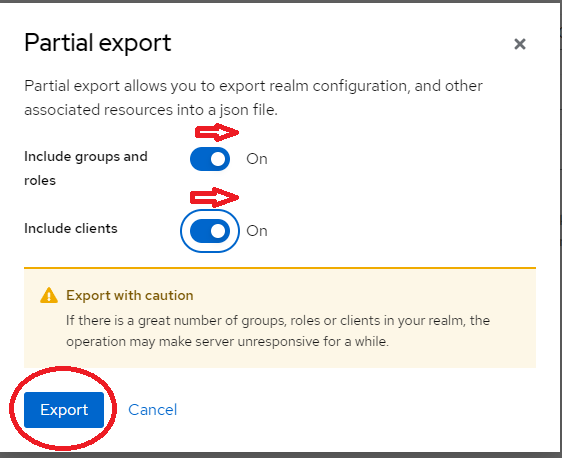 Partial export
Partial export allows you to export realm configuration, and other
associated resources into a json file.
Include groups and
roles
On
Include clients
On
Export with caution
If there is a great number of groups, roles or clients in your realm, the
operation may make server unresponsive for a while.
Export
Cancel